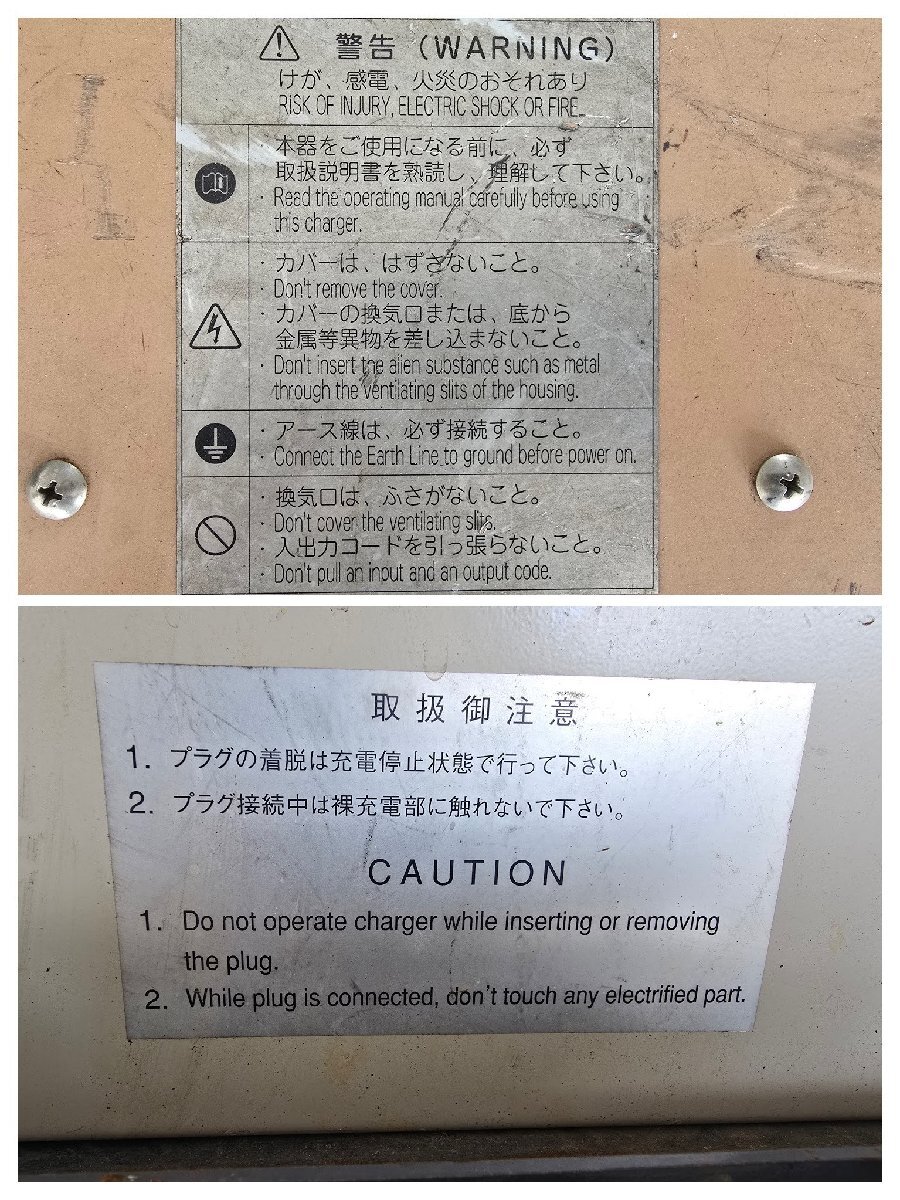 警告 (WARNING)
けが、感電、火災のおそれあり
RISK OF INJURY, ELECTRIC SHOCK OR FIRE.
・本器をご使用になる前に、必ず
取扱説明書を熟読し、理解して下さい。
・Read the operating manual carefully before using
this charger.
・カバーは、はずさないこと。
・Don't remove the cover.
・カバーの換気口または、底から
金属等異物を差し込まないこと。
・Don't insert the alien substance such as metal
through the ventilating slits of the housing.
・アース線は、必ず接続すること。
・Connect the Earth Line to ground before power on.
・換気口は、ふさがないこと。
・Don't cover the ventilating slits.
・入出力コードを引っ張らないこと。
・Don't pull an input and an output code.
取扱御注意
1. プラグの着脱は充電停止状態で行って下さい。
2. プラグ接続中は裸充電部に触れないで下さい。
CAUTION
1. Do not operate charger while inserting or removing
the plug.
2. While plug is connected, don't touch any electrified part.